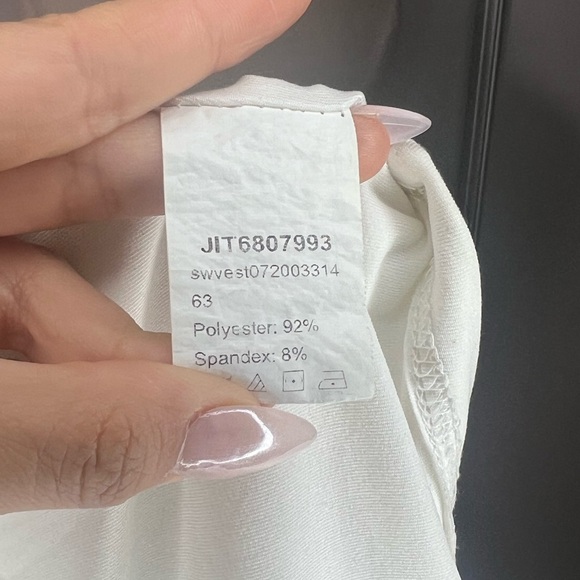 JIT6807993
swvest072003314
63
Polyester: 92%
Spandex: 8%